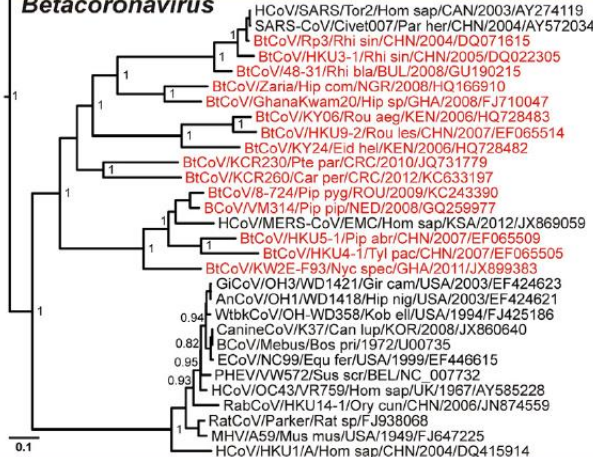 Betacoronavirus
HCoV/SARS/Tor2/Hom sap/CAN/2003/AY274119
SARS-CoV/Civet007/Par her/CHN/2004/AY572034
BtCoV/Rp3/Rhi sin/CHN/2004/DQ071615
BtCoV/HKU3-1/Rhi sin/CHN/2005/DQ022305
BtCoV/48-31/Rhi bla/BUL/2008/GU190215
BtCoV/Zaria/Hip com/NGR/2008/HQ166910
BtCoV/GhanaKwam20/Hip sp/GHA/2008/FJ710047
BtCoV/KY06/Rou aeg/KEN/2006/HQ728483
BtCoV/HKU9-2/Rou les/CHN/2007/EF065514
BtCoV/KY24/Eid hel/KEN/2006/HQ728482
BtCoV/KCR230/Pte par/CRC/2010/JQ731779
BtCoV/KCR260/Car per/CRC/2012/KC633197
BtCoV/8-724/Pip pyg/ROU/2009/KC243390
BCoV/VM314/Pip pip/NED/2008/GQ259977
HCoV/MERS-CoV/EMC/Hom sap/KSA/2012/JX869059
BtCoV/HKU5-1/Pip abr/CHN/2007/EF065509
BtCoV/HKU4-1/Tyl pac/CHN/2007/EF065505
BtCoV/KW2E-F93/Nyc spec/GHA/2011/JX899383
GiCoV/OH3/WD1421/Gir cam/USA/2003/EF424623
AnCoV/OH1/WD1418/Hip nig/USA/2003/EF424621
WtbkCoV/OH-WD358/Kob ell/USA/1994/FJ425186
CanineCoV/K37/Can lup/KOR/2008/JX860640
BCoV/Mebus/Bos pri/1972/U00735
ECoV/NC99/Equ fer/USA/1999/EF446615
PHEV/VW572/Sus scr/BEL/NC_007732
HCoV/OC43/VR759/Hom sap/UK/1967/AY585228
RabCoV/HKU14-1/Ory cun/CHN/2006/JN874559
RatCoV/Parker/Rat sp/FJ938068
MHV/A59/Mus mus/USA/1949/FJ647225
HCoV/HKU1/A/Hom sap/CHN/2004/DQ415914
1
1
1
1
1
1
1
1
1
1
1
1
1
0.94
0.82
0.95
0.93
1
0.1